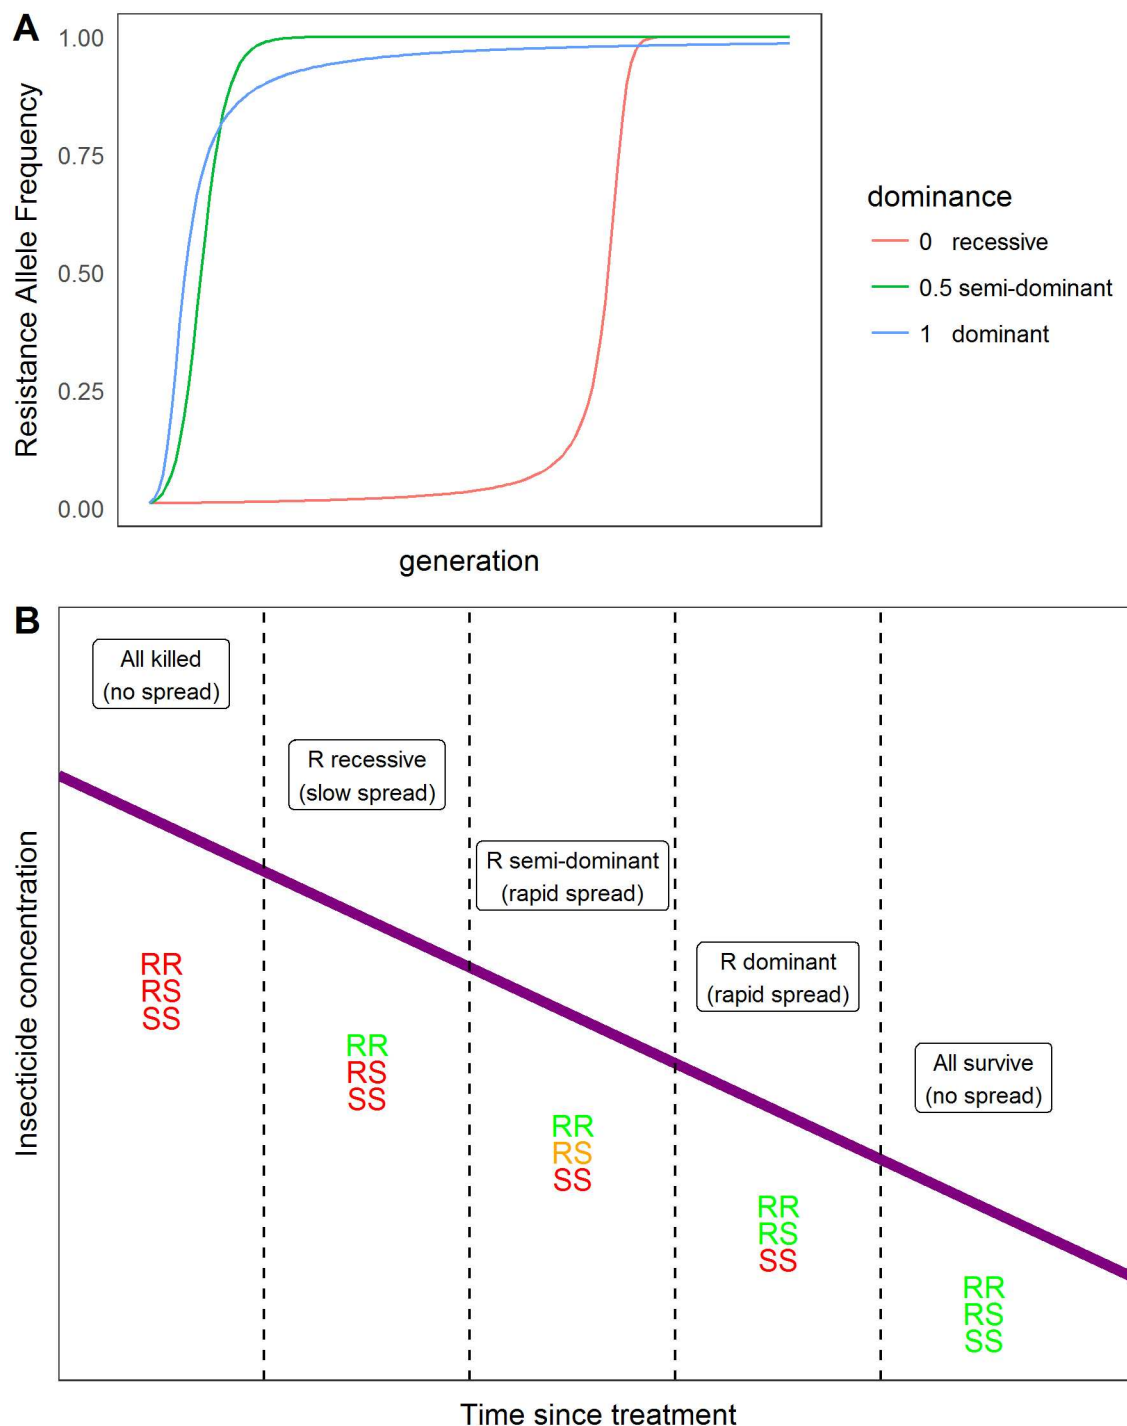 A
Resistance Allele Frequency
1.00
0.75
0.50
0.25
0.00
generation
dominance
0 recessive
0.5 semi-dominant
1 dominant
B
Insecticide concentration
All killed
(no spread)
R recessive
(slow spread)
R semi-dominant
(rapid spread)
R dominant
(rapid spread)
All survive
(no spread)
RR
RS
SS
RR
RS
SS
RR
RS
SS
RR
RS
SS
RR
RS
SS
Time since treatment